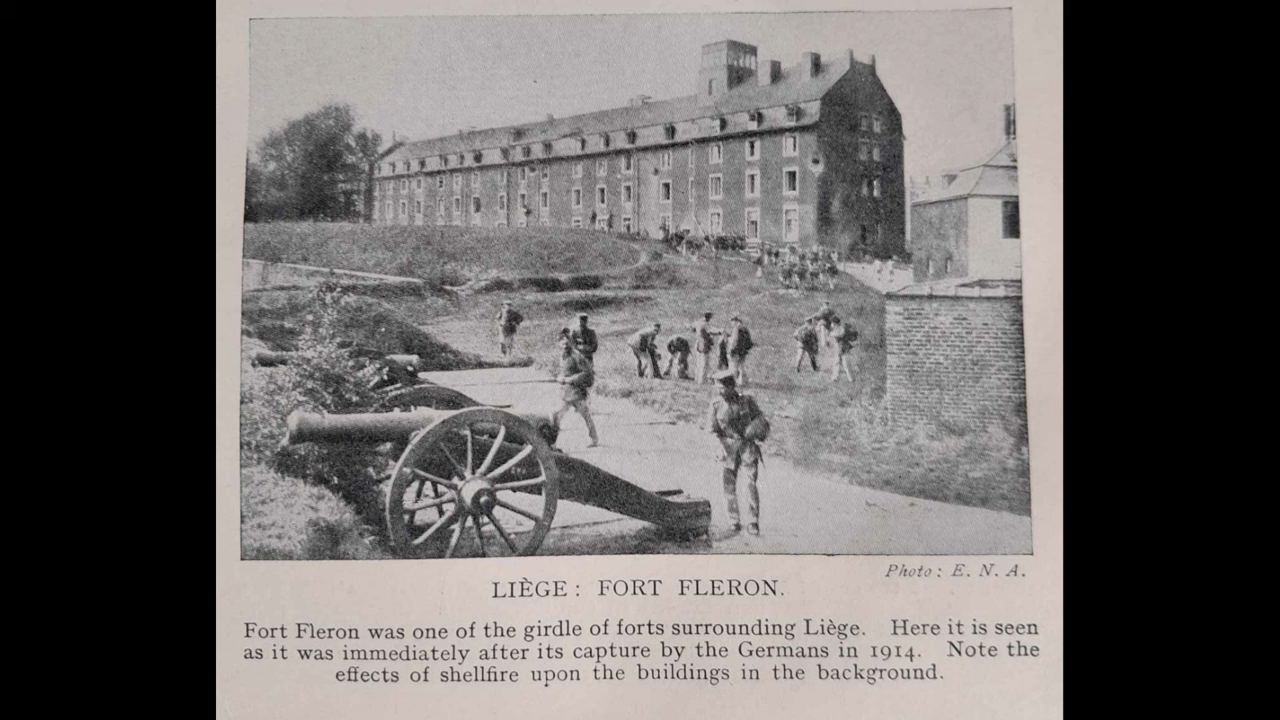 Photo: E. N. A.
LIÈGE: FORT FLERON.
Fort Fleron was one of the girdle of forts surrounding Liège. Here it is seen
as it was immediately after its capture by the Germans in 1914. Note the
effects of shellfire upon the buildings in the background.